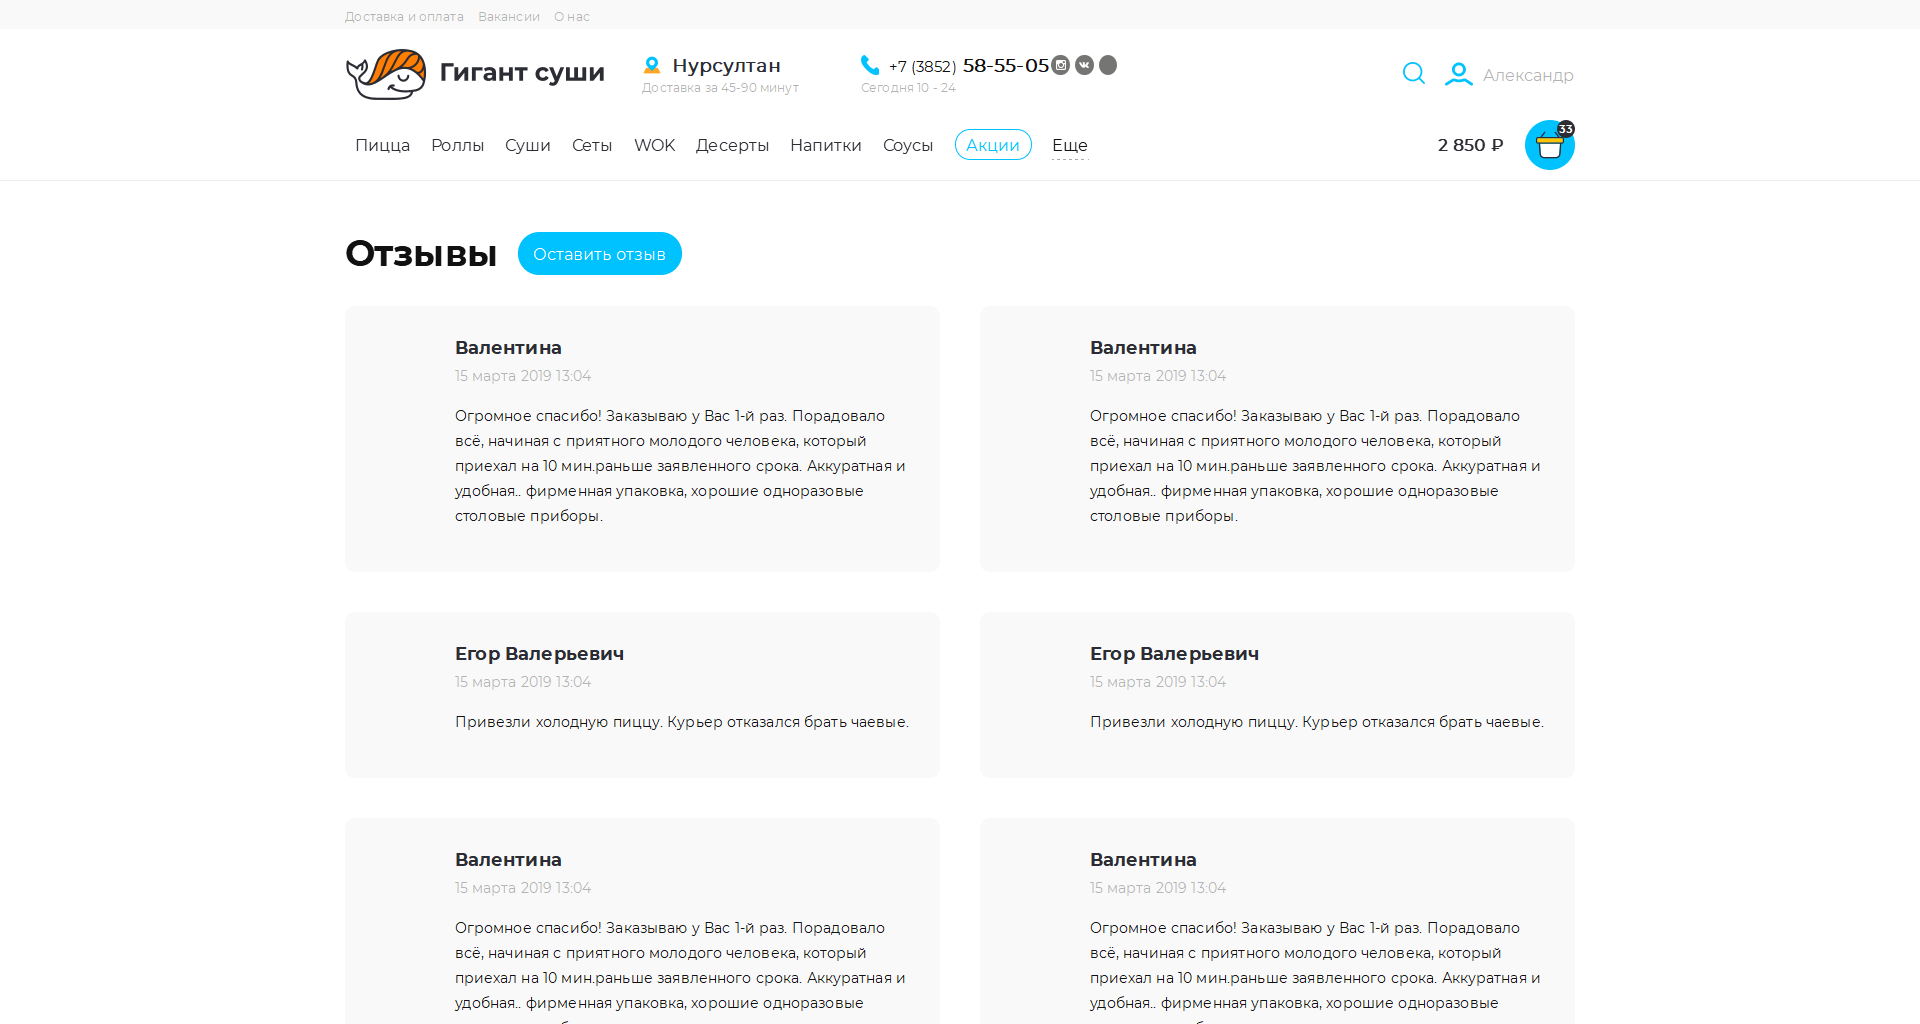 Доставка и оплата Вакансии О нас
Гигант суши
Нурсултан
Доставка за 45-90 минут
+7 (3852) 58-55-05
Сегодня 10 - 24
Александр
Пицца Роллы Суши Сеты WOK Десерты Напитки Соусы Акции Еще
2 850 ₽
33
Отзывы
Оставить отзыв
Валентина
15 марта 2019 13:04
Огромное спасибо! Заказываю у Вас 1-й раз. Порадовало
всё, начиная с приятного молодого человека, который
приехал на 10 мин.раньше заявленного срока. Аккуратная и
удобная.. фирменная упаковка, хорошие одноразовые
столовые приборы.
Валентина
15 марта 2019 13:04
Огромное спасибо! Заказываю у Вас 1-й раз. Порадовало
всё, начиная с приятного молодого человека, который
приехал на 10 мин.раньше заявленного срока. Аккуратная и
удобная.. фирменная упаковка, хорошие одноразовые
столовые приборы.
Егор Валерьевич
15 марта 2019 13:04
Привезли холодную пиццу. Курьер отказался брать чаевые.
Егор Валерьевич
15 марта 2019 13:04
Привезли холодную пиццу. Курьер отказался брать чаевые.
Валентина
15 марта 2019 13:04
Огромное спасибо! Заказываю у Вас 1-й раз. Порадовало
всё, начиная с приятного молодого человека, который
приехал на 10 мин.раньше заявленного срока. Аккуратная и
удобная.. фирменная упаковка, хорошие одноразовые
Валентина
15 марта 2019 13:04
Огромное спасибо! Заказываю у Вас 1-й раз. Порадовало
всё, начиная с приятного молодого человека, который
приехал на 10 мин.раньше заявленного срока. Аккуратная и
удобная.. фирменная упаковка, хорошие одноразовые